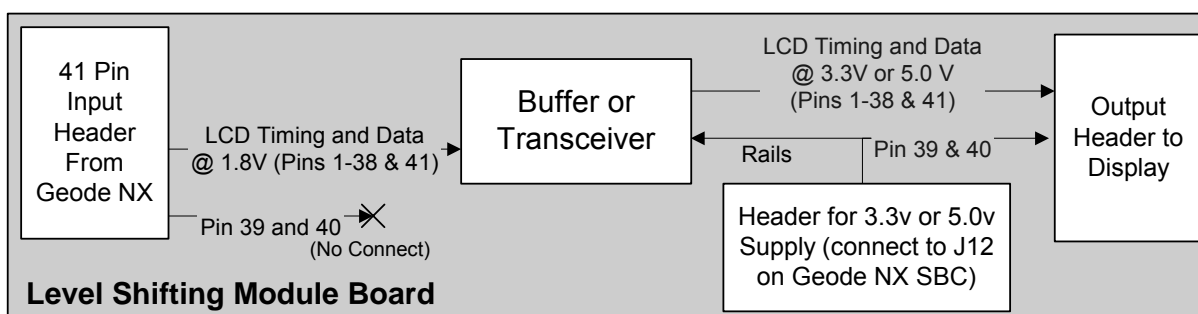 41 Pin
Input
Header
From
Geode NX
LCD Timing and Data
@ 1.8V (Pins 1-38 & 41)
Pin 39 and 40
(No Connect)
Buffer or
Transceiver
LCD Timing and Data
@ 3.3V or 5.0 V
(Pins 1-38 & 41)
Rails
Pin 39 & 40
Header for 3.3v or 5.0v
Supply (connect to J12
on Geode NX SBC)
Output
Header to
Display
Level Shifting Module Board